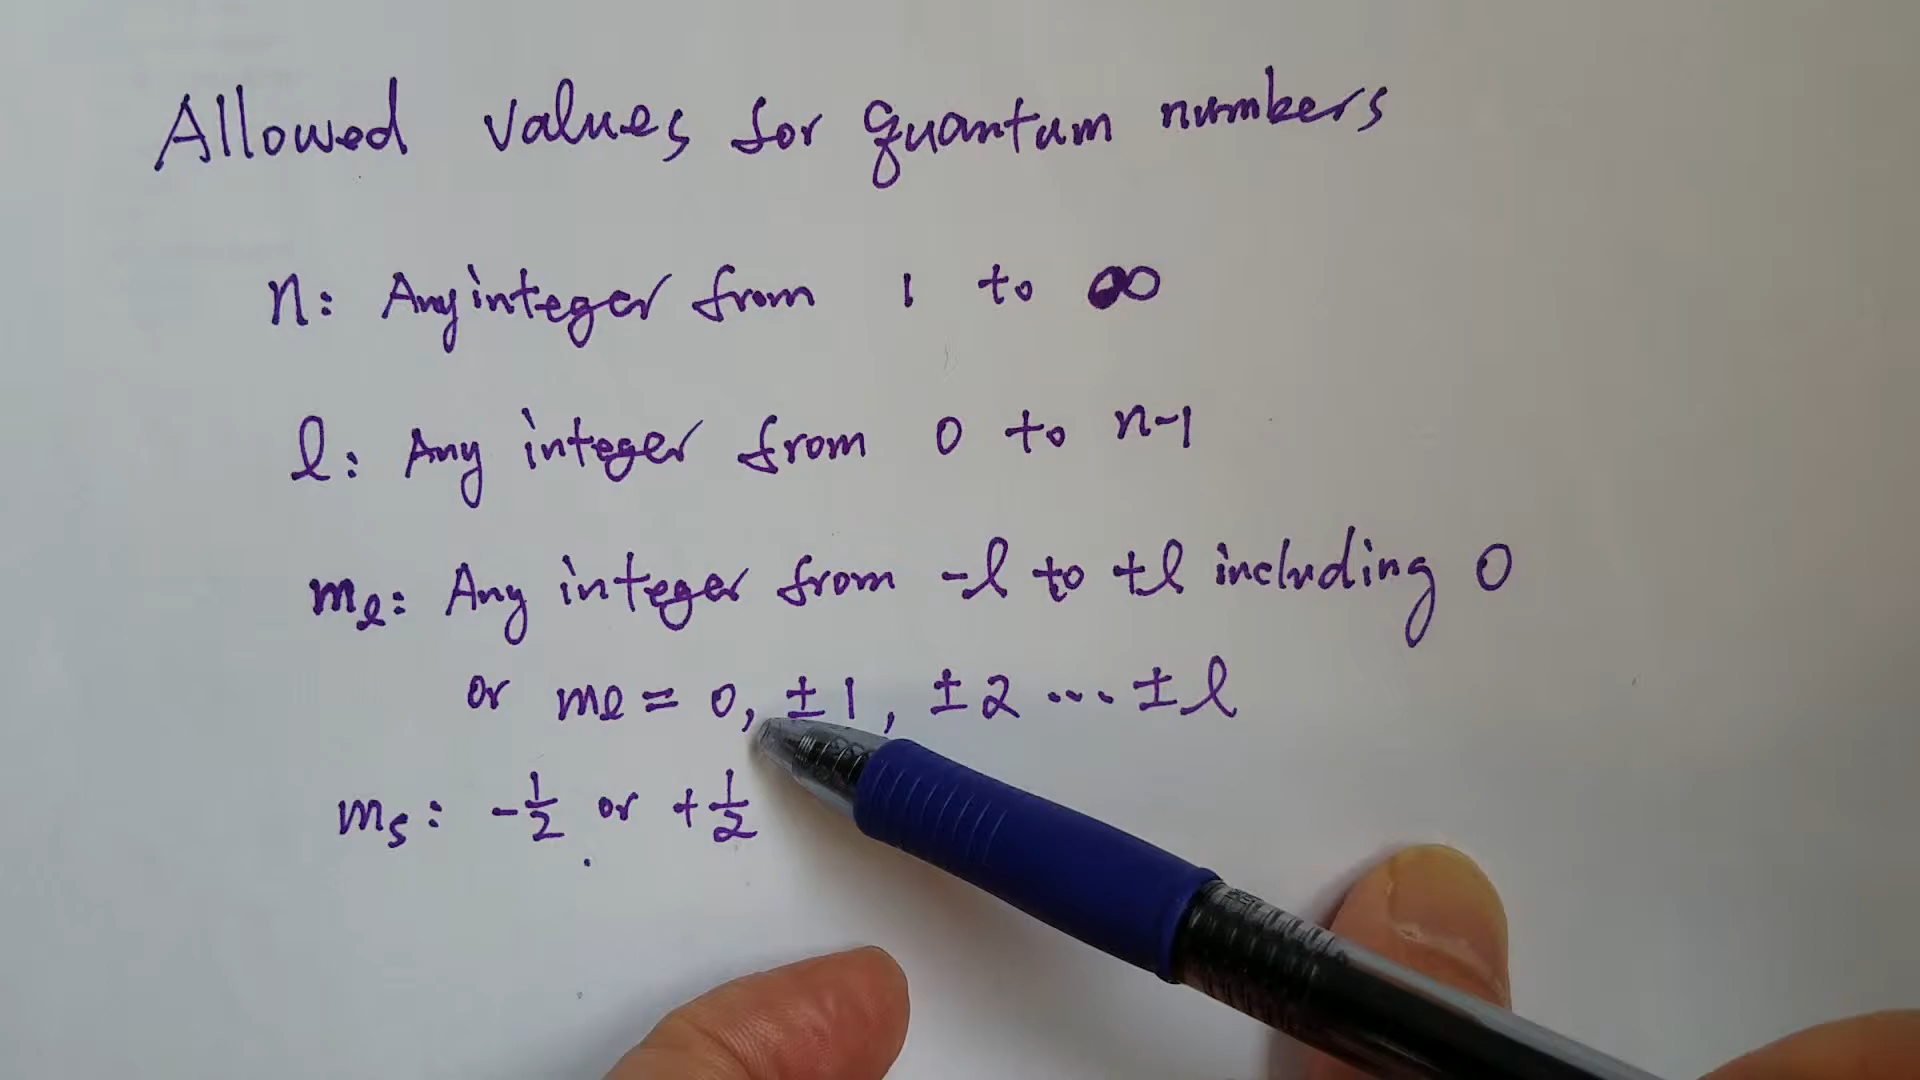 Allowed values for quantum numbers
n: Any integer from 1 to ∞
l: Any integer from 0 to n-1
mℓ: Any integer from -l to +l including 0
or mℓ = 0, ±1, ±2 ... ±l
ms: -1/2 or +1/2